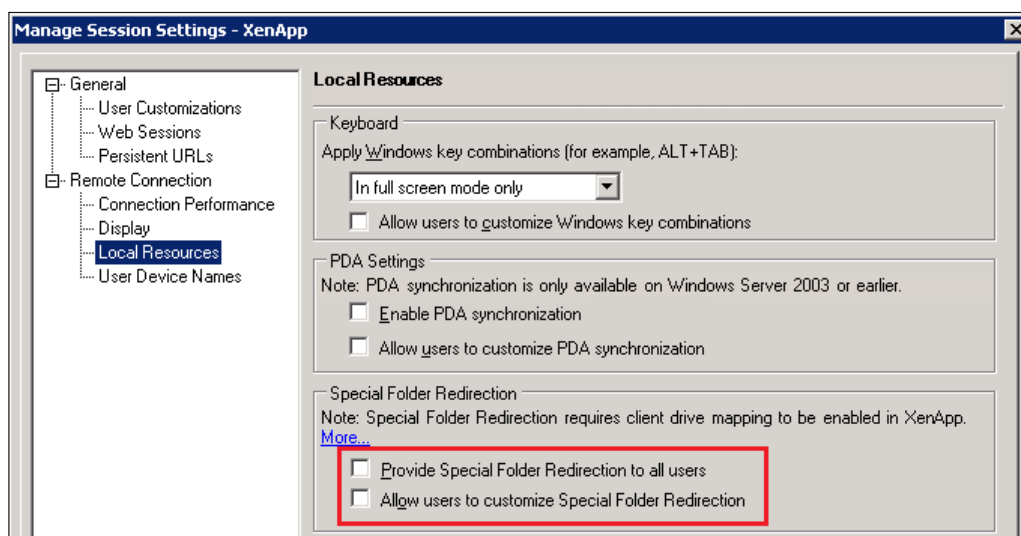 Manage Session Settings - XenApp
General
User Customizations
Web Sessions
Persistent URLs
Remote Connection
Connection Performance
Display
Local Resources
User Device Names
Local Resources
Keyboard
Apply Windows key combinations (for example, ALT+TAB):
In full screen mode only
Allow users to customize Windows key combinations
PDA Settings
Note: PDA synchronization is only available on Windows Server 2003 or earlier.
Enable PDA synchronization
Allow users to customize PDA synchronization
Special Folder Redirection
Note: Special Folder Redirection requires client drive mapping to be enabled in XenApp.
More...
Provide Special Folder Redirection to all users
Allow users to customize Special Folder Redirection